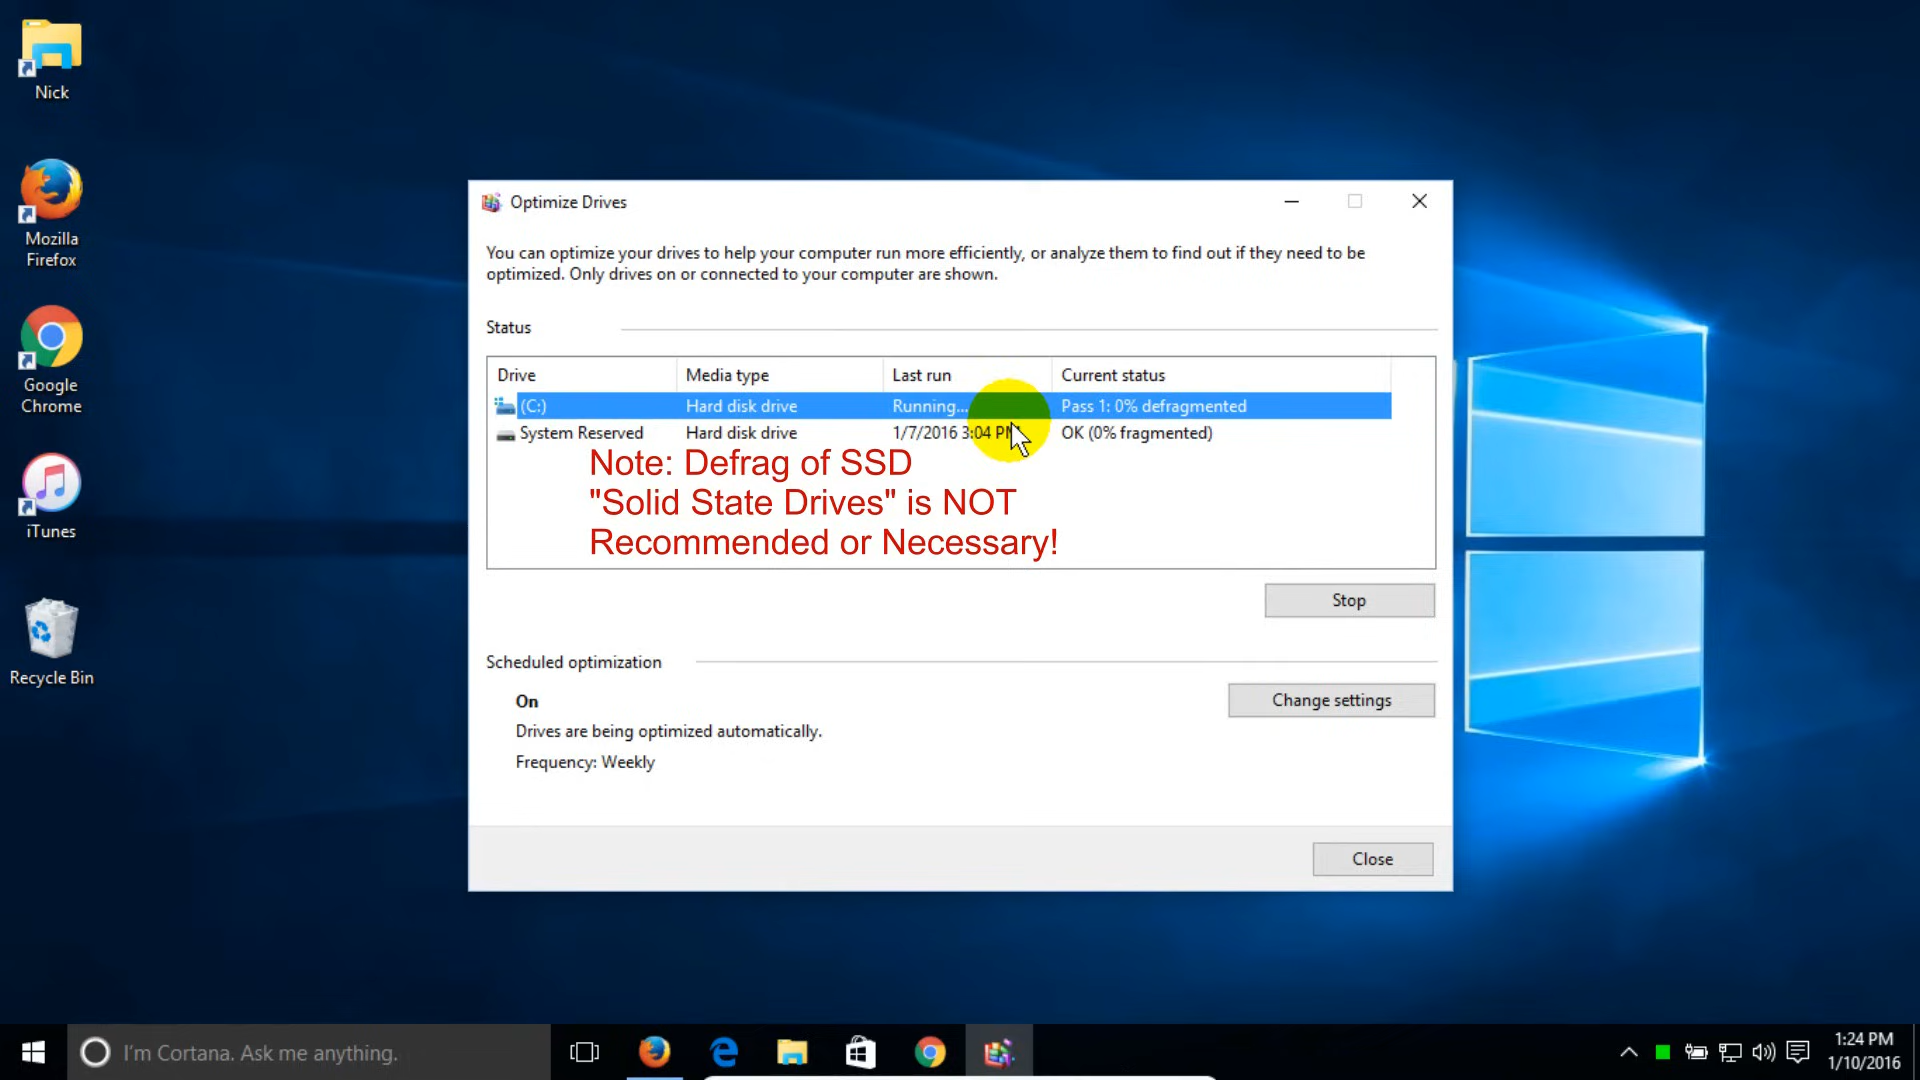 Nick
Mozilla
Firefox
Google
Chrome
iTunes
Recycle Bin
Optimize Drives
You can optimize your drives to help your computer run more efficiently, or analyze them to find out if they need to be
optimized. Only drives on or connected to your computer are shown.
Status
Drive Media type Last run Current status
(C:) Hard disk drive Running... Pass 1: 0% defragmented
System Reserved Hard disk drive 1/7/2016 3:04 PM OK (0% fragmented)
Note: Defrag of SSD
"Solid State Drives" is NOT
Recommended or Necessary!
Stop
Scheduled optimization
On
Change settings
Drives are being optimized automatically.
Frequency: Weekly
Close
I'm Cortana. Ask me anything.
1:24 PM
1/10/2016